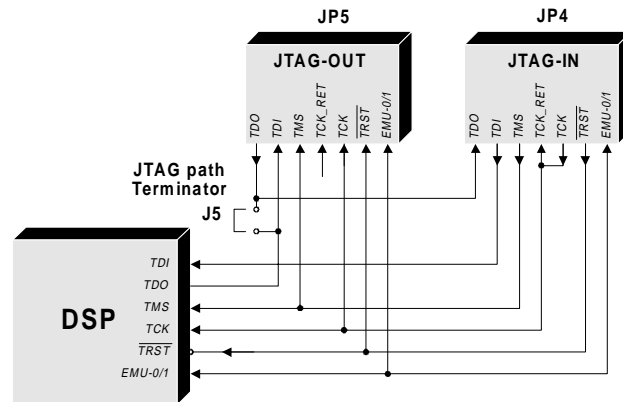 JP5
JP4
JTAG-OUT
JTAG-IN
TDO
TDI
TMS
TCK_RET
TCK
TRST
EMU-0/1
TDO
TDI
TMS
TCK_RET
TCK
TRST
EMU-0/1
JTAG path
Terminator
J5
DSP
TDI
TDO
TMS
TCK
TRST
EMU-0/1